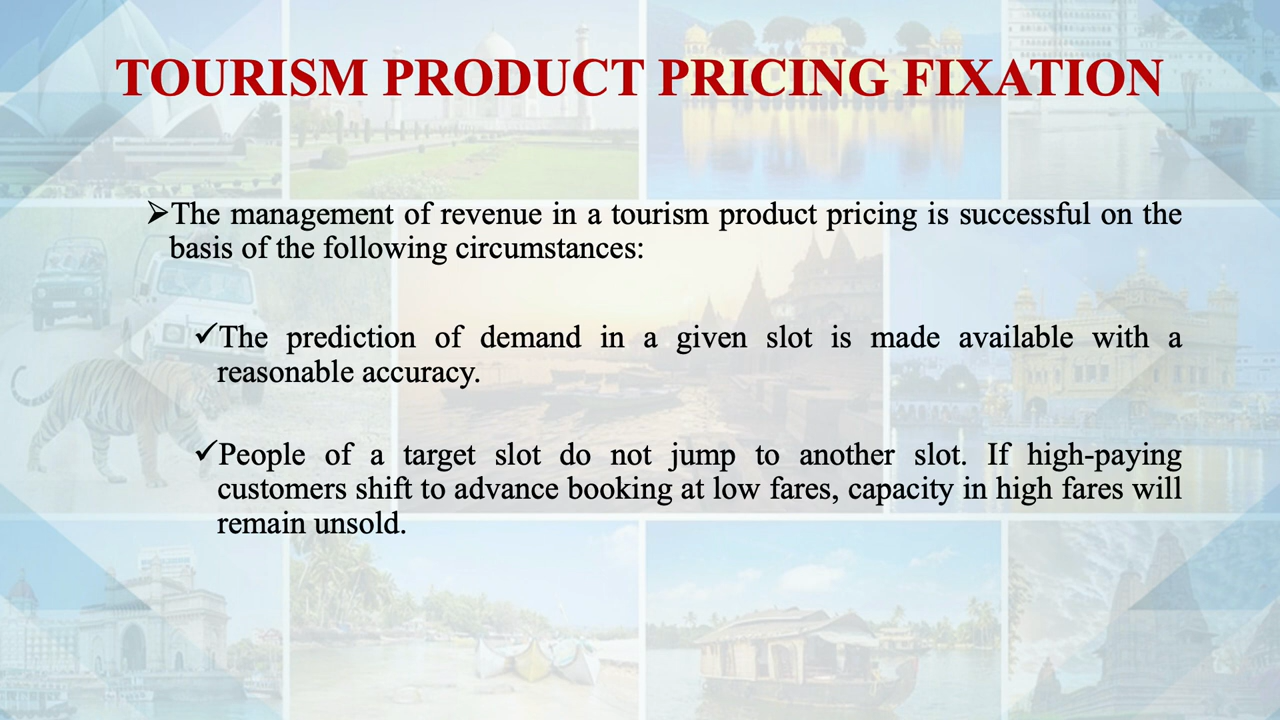 TOURISM PRODUCT PRICING FIXATION
➢The management of revenue in a tourism product pricing is successful on the
basis of the following circumstances:
✓The prediction of demand in a given slot is made available with a
reasonable accuracy.
✓People of a target slot do not jump to another slot. If high-paying
customers shift to advance booking at low fares, capacity in high fares will
remain unsold.